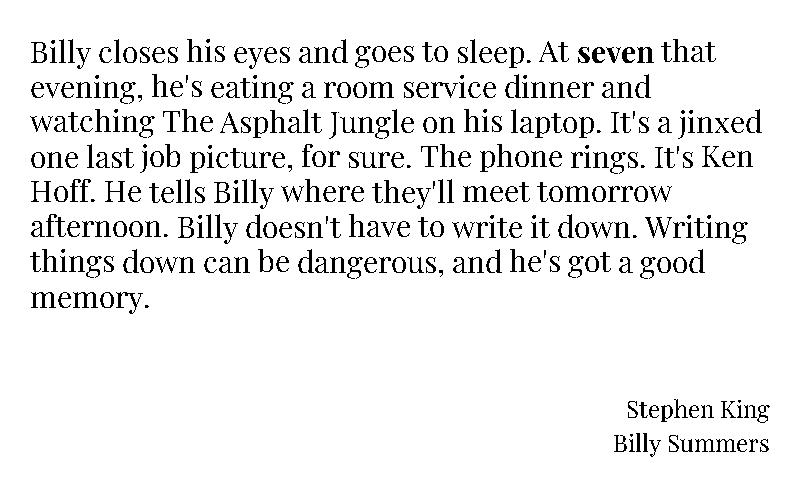 Billy closes his eyes and goes to sleep. At seven that
evening, he's eating a room service dinner and
watching The Asphalt Jungle on his laptop. It's a jinxed
one last job picture, for sure. The phone rings. It's Ken
Hoff. He tells Billy where they'll meet tomorrow
afternoon. Billy doesn't have to write it down. Writing
things down can be dangerous, and he's got a good
memory.
Stephen King
Billy Summers